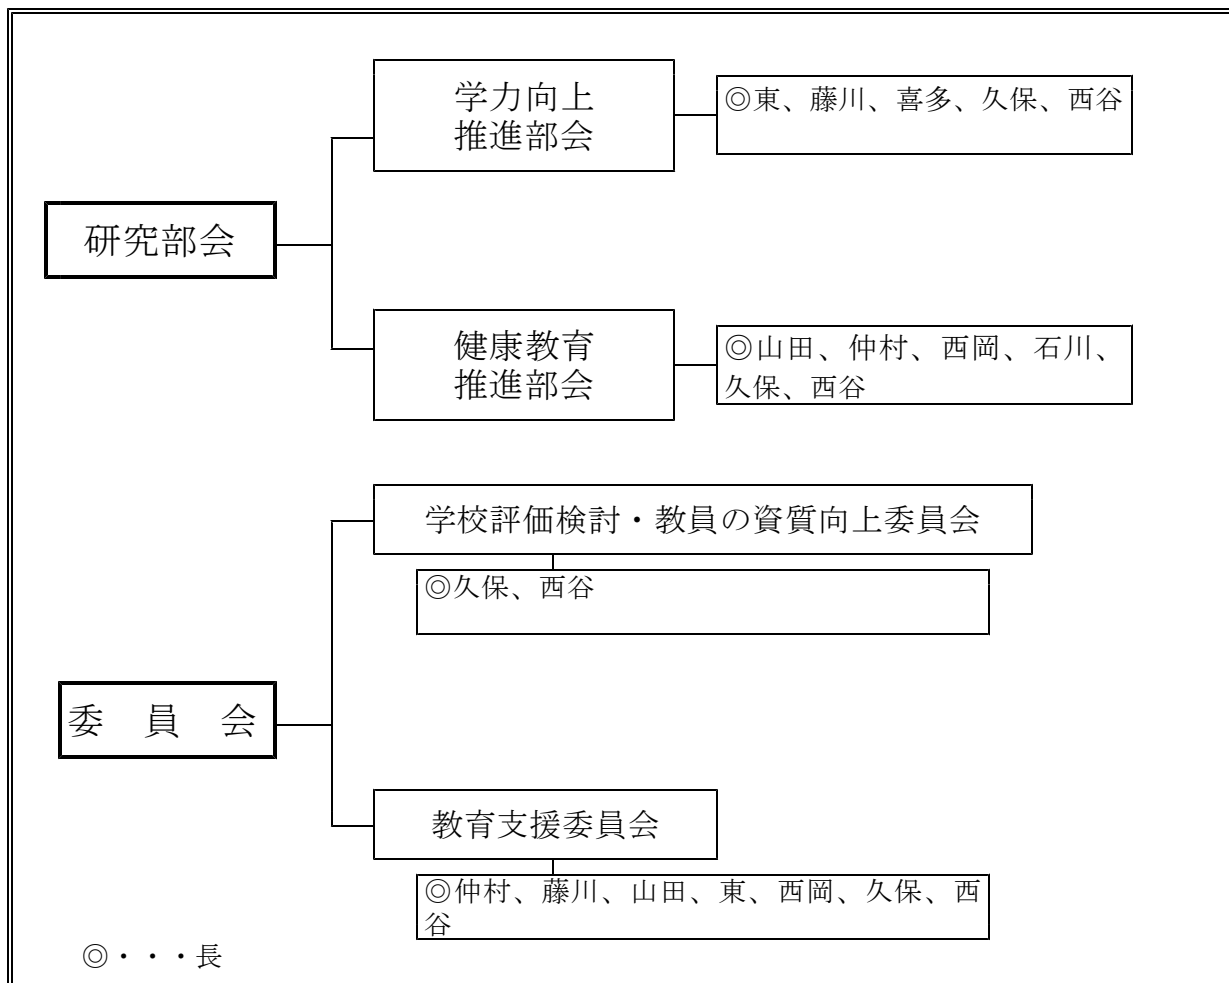 学力向上
推進部会
◎東、藤川、喜多、久保、西谷
研究部会
健康教育
推進部会
◎山田、仲村、西岡、石川、
久保、西谷
学校評価検討・教員の資質向上委員会
◎久保、西谷
委　員　会
教育支援委員会
◎仲村、藤川、山田、東、西岡、久保、西
谷
◎・・・長